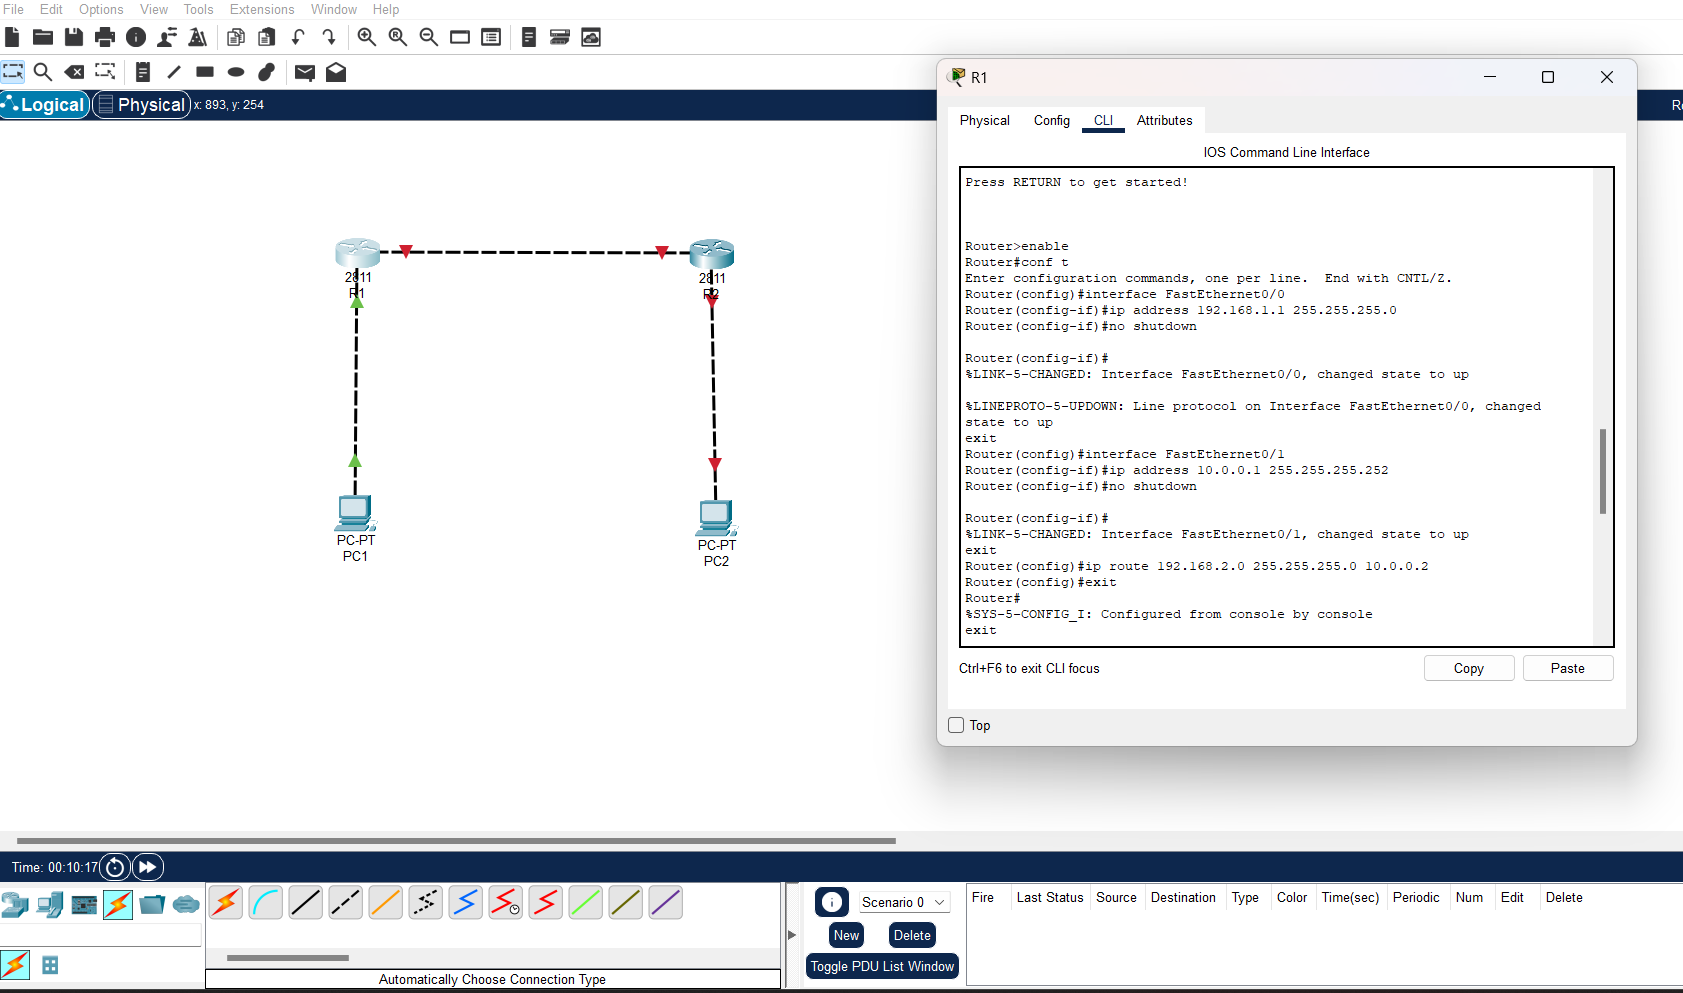 File Edit Options View Tools Extensions Window Help
Logical Physical x: 893, y: 254
2811
R1
2811
R2
PC-PT
PC1
PC-PT
PC2
R1
Physical Config CLI Attributes
IOS Command Line Interface
Press RETURN to get started!
Router>enable
Router#conf t
Enter configuration commands, one per line.  End with CNTL/Z.
Router(config)#interface FastEthernet0/0
Router(config-if)#ip address 192.168.1.1 255.255.255.0
Router(config-if)#no shutdown
Router(config-if)#
%LINK-5-CHANGED: Interface FastEthernet0/0, changed state to up
%LINEPROTO-5-UPDOWN: Line protocol on Interface FastEthernet0/0, changed
state to up
exit
Router(config)#interface FastEthernet0/1
Router(config-if)#ip address 10.0.0.1 255.255.255.252
Router(config-if)#no shutdown
Router(config-if)#
%LINK-5-CHANGED: Interface FastEthernet0/1, changed state to up
exit
Router(config)#ip route 192.168.2.0 255.255.255.0 10.0.0.2
Router(config)#exit
Router#
%SYS-5-CONFIG_I: Configured from console by console
exit
Ctrl+F6 to exit CLI focus
Copy Paste
Top
Time: 00:10:17
Automatically Choose Connection Type
Scenario 0
New Delete
Toggle PDU List Window
Fire Last Status Source Destination Type Color Time(sec) Periodic Num Edit Delete